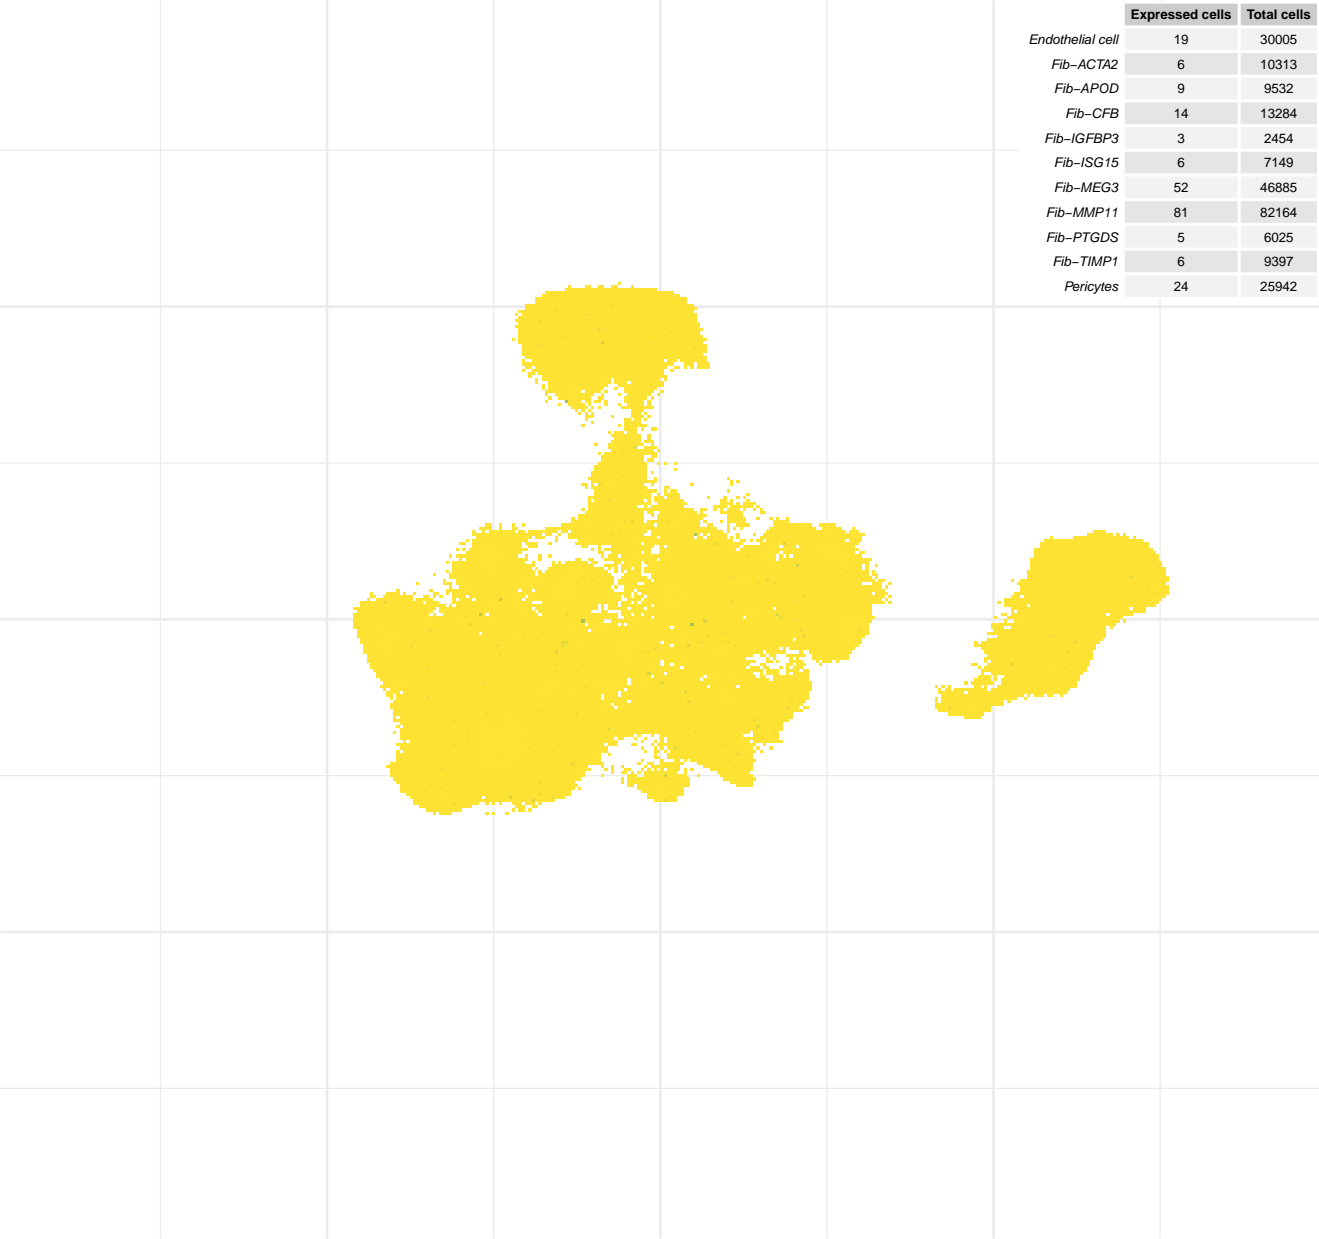 Expressed cells Total cells
Endothelial cell 19 30005
Fib−ACTA2 6 10313
Fib−APOD 9 9532
Fib−CFB 14 13284
Fib−IGFBP3 3 2454
Fib−ISG15 6 7149
Fib−MEG3 52 46885
Fib−MMP11 81 82164
Fib−PTGDS 5 6025
Fib−TIMP1 6 9397
Pericytes 24 25942